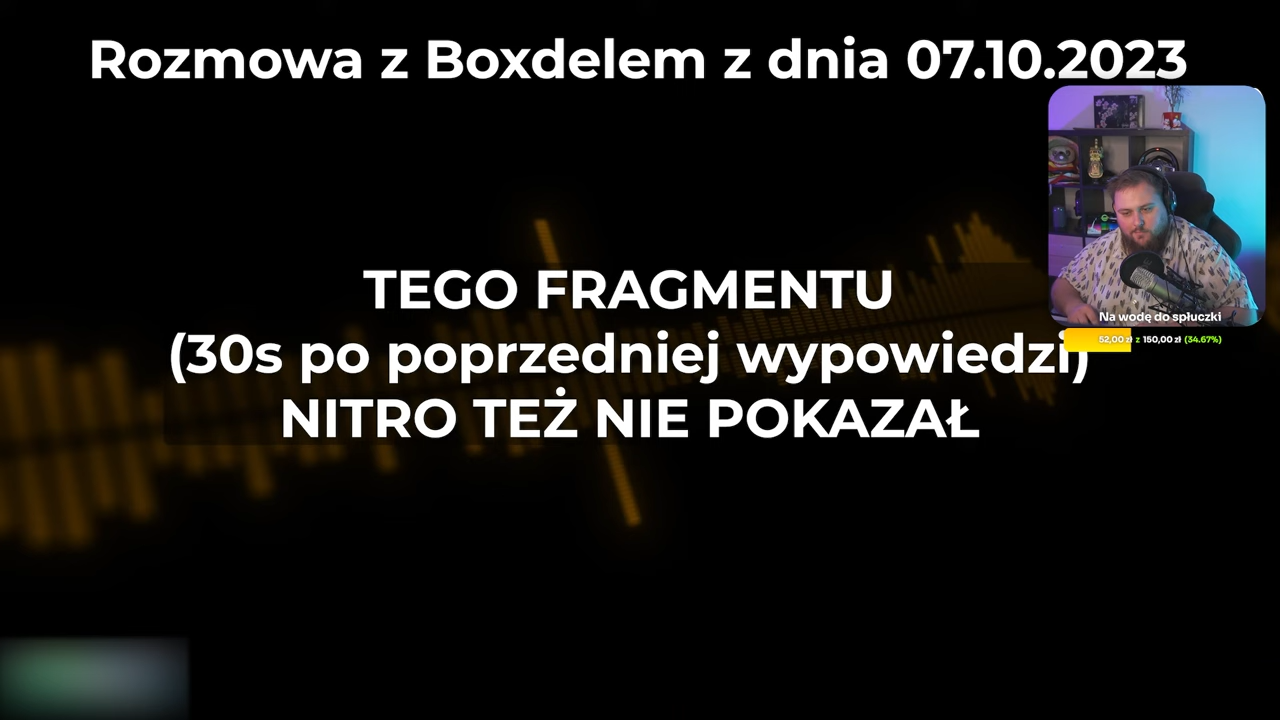 Rozmowa z Boxdelem z dnia 07.10.2023
TEGO FRAGMENTU
(30s po poprzedniej wypowiedzi)
NITRO TEŻ NIE POKAZAŁ
Na wodę do spłuczki
52,00 zł z 150,00 zł (34.67%)